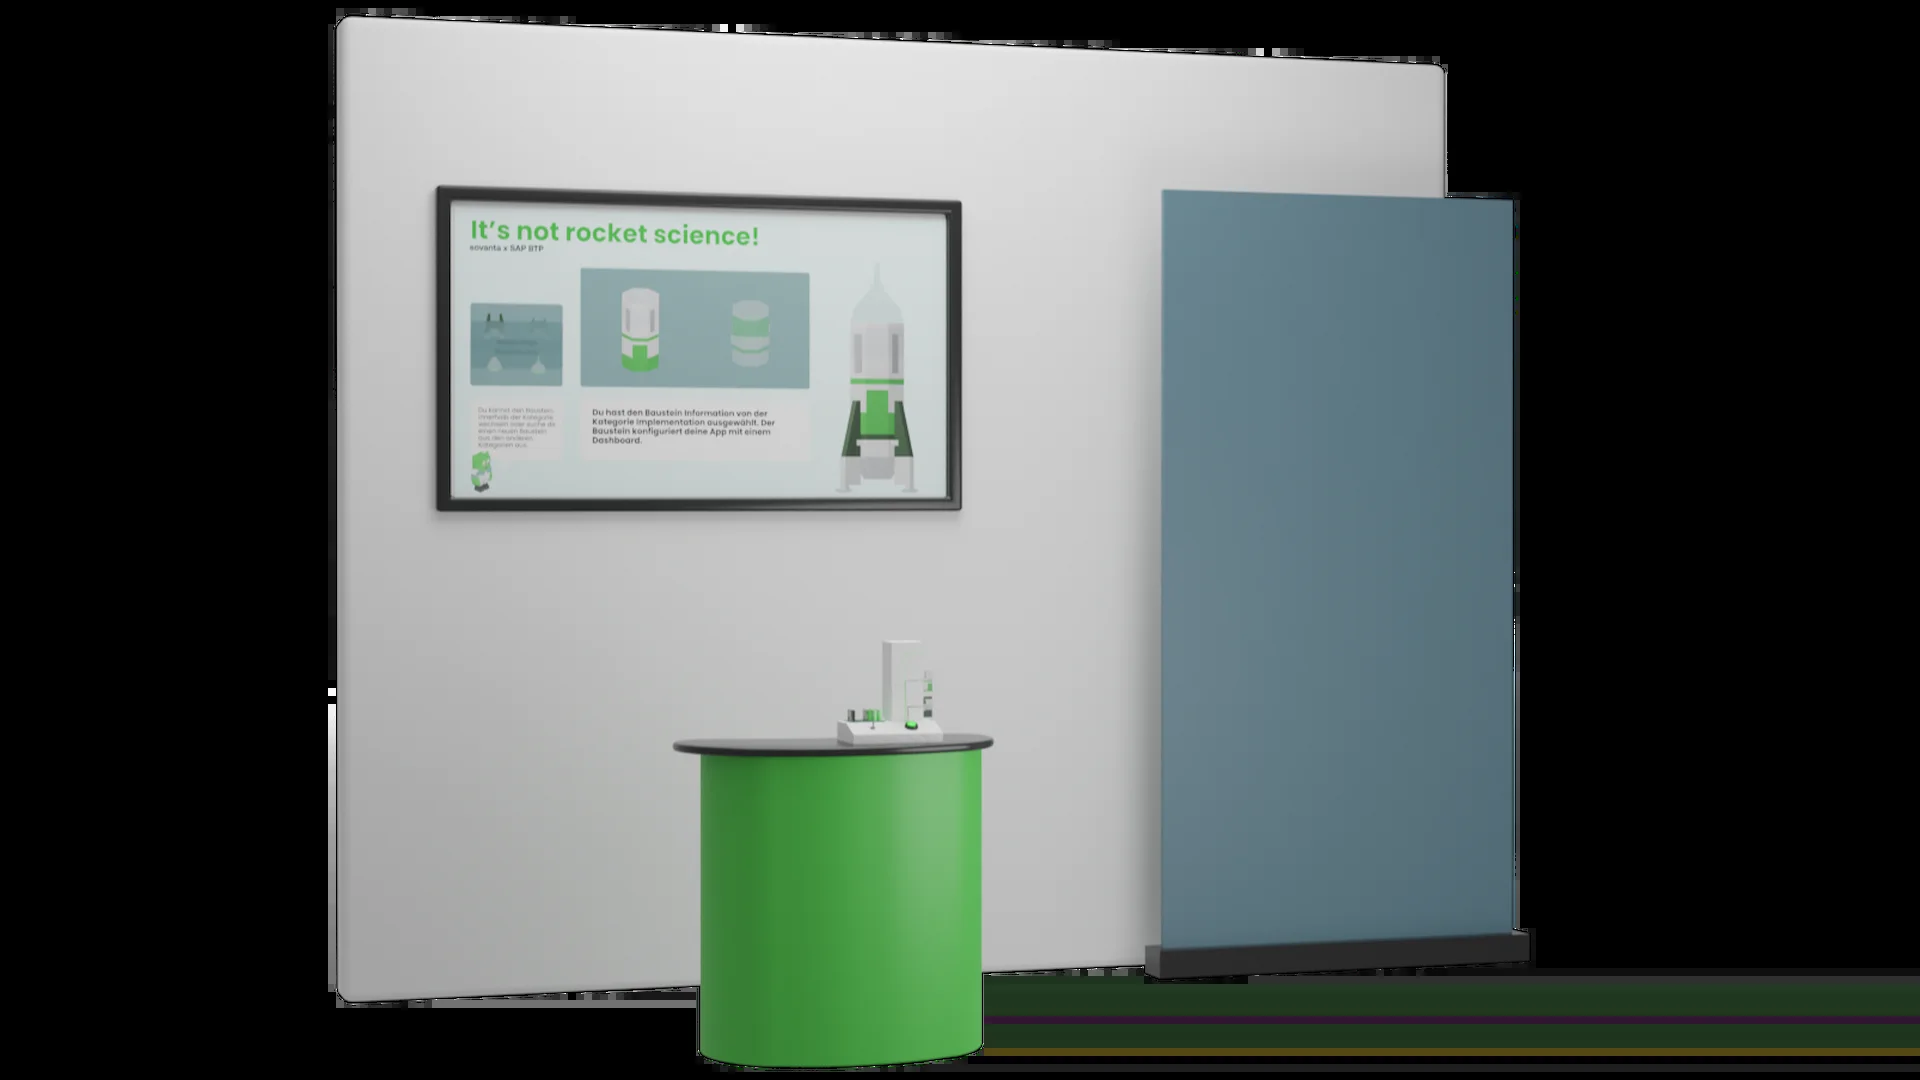 It's not rocket science!
sovanta x SAP BTP
Du kannst den Baustein
innerhalb der Kategorie
wechseln oder suche dir
einen neuen Baustein
aus den anderen
Kategorien aus.
Du hast den Baustein Information von der
Kategorie Implementation ausgewählt. Der
Baustein konfiguriert deine App mit einem
Dashboard.